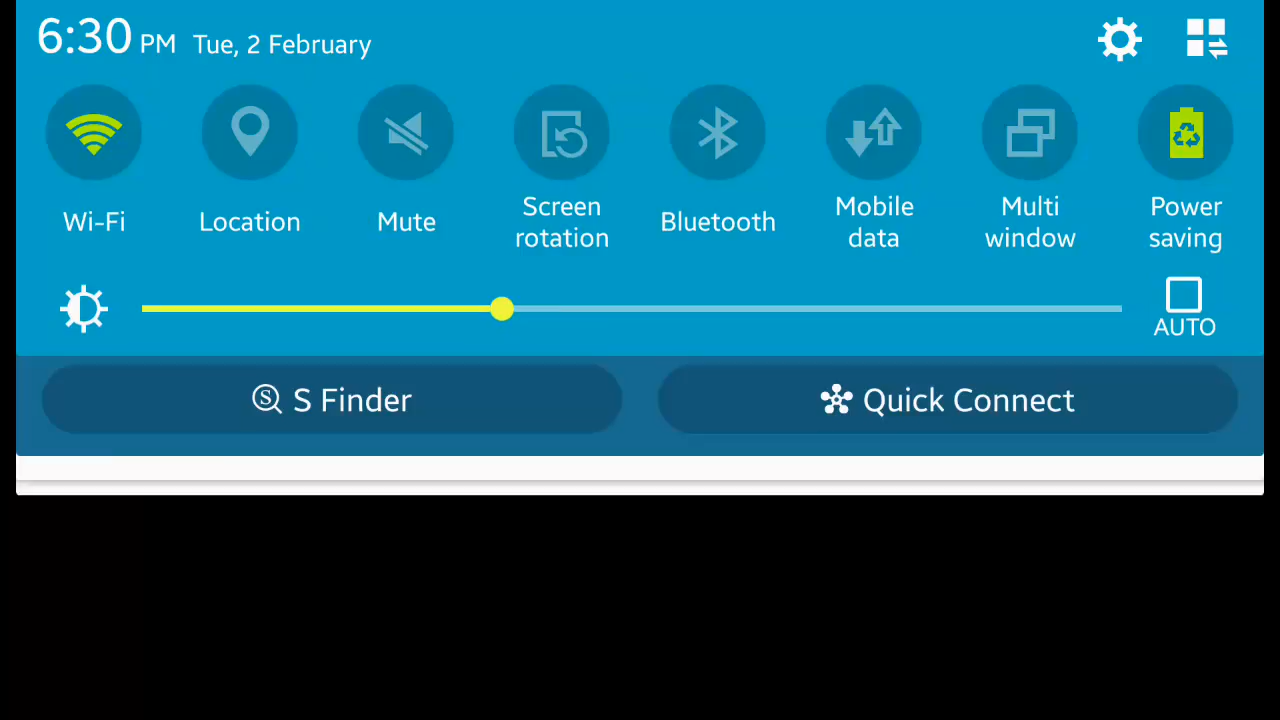 6:30 PM Tue, 2 February
Wi-Fi
Location
Mute
Screen
rotation
Bluetooth
Mobile
data
Multi
window
Power
saving
AUTO
S Finder
Quick Connect